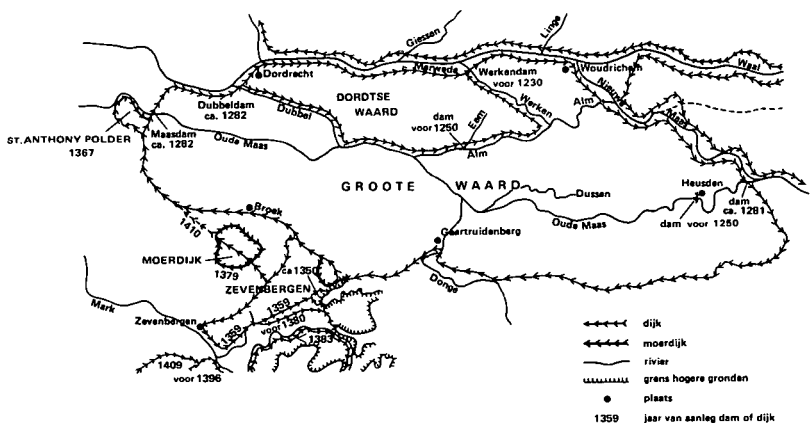 Giessen
Linge
Waal
Dordrecht
Merwede
Werkendam
voor 1230
Woudrichem
Nieuwe
Maas
Dubbeldam
ca. 1282
Dubbel
DORDTSE
WAARD
Werken
Alm
dam
voor 1250
Eem
Alm
ST. ANTHONY POLDER
1367
Maasdam
ca. 1282
Oude Maas
GROOTE WAARD
Dussen
Heusden
dam
ca. 1281
Oude Maas
dam voor 1250
Broek
1410
Geertruidenberg
MOERDIJK
1379
ca 1350
ZEVENBERGEN
Donge
Mark
Zevenbergen
1359
1359
voor 1380
1383
1409
voor 1396
dijk
moerdijk
rivier
grens hogere gronden
plaats
1359 jaar van aanleg dam of dijk